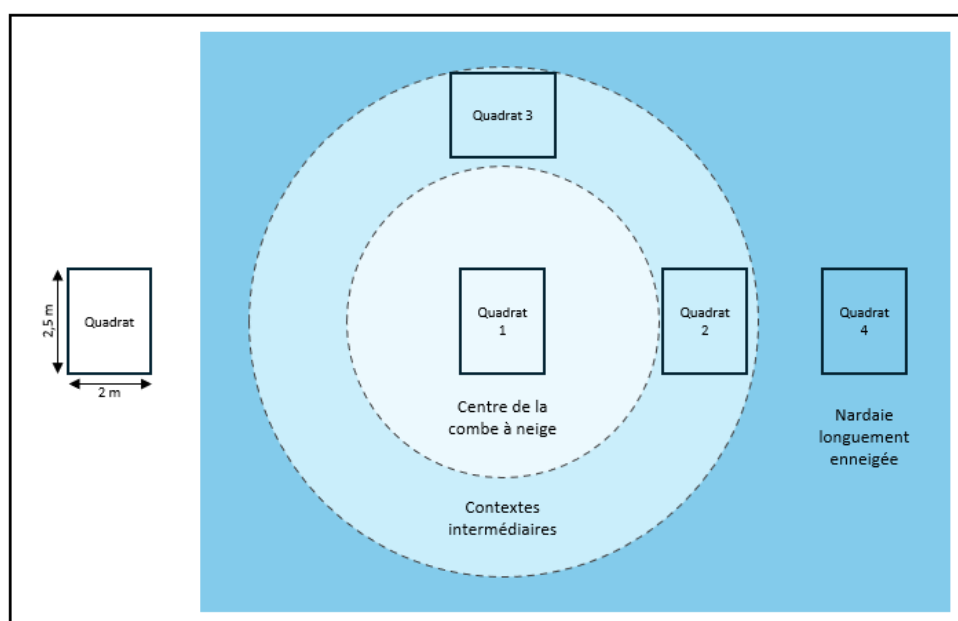 Quadrat 3
2,5 m
Quadrat
2 m
Quadrat
1
Quadrat
2
Quadrat
4
Centre de la
combe à neige
Nardaie
longuement
enneigée
Contextes
intermédiaires